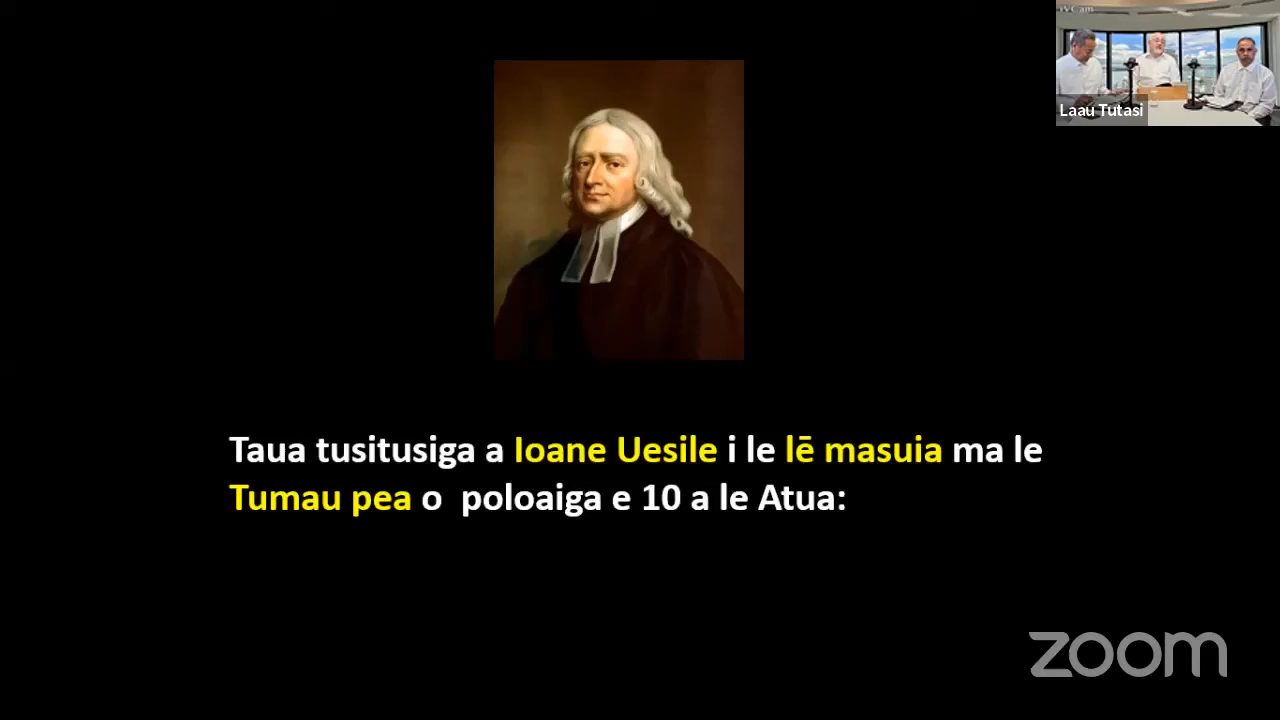 Laau Tutasi
Taua tusitusiga a Ioane Uesile i le lē masuia ma le
Tumau pea o poloaiga e 10 a le Atua:
zoom